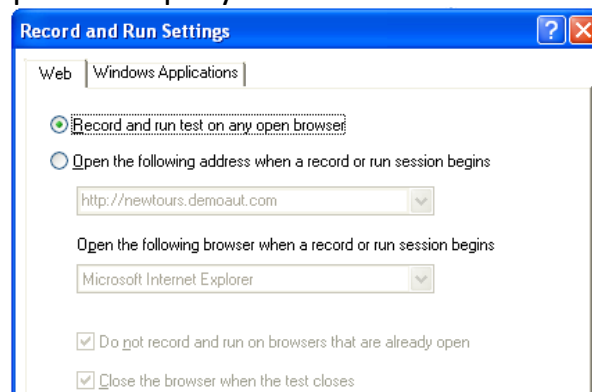 Record and Run Settings
Web Windows Applications
Record and run test on any open browser
Open the following address when a record or run session begins
http://newtours.demoaut.com
Open the following browser when a record or run session begins
Microsoft Internet Explorer
Do not record and run on browsers that are already open
Close the browser when the test closes